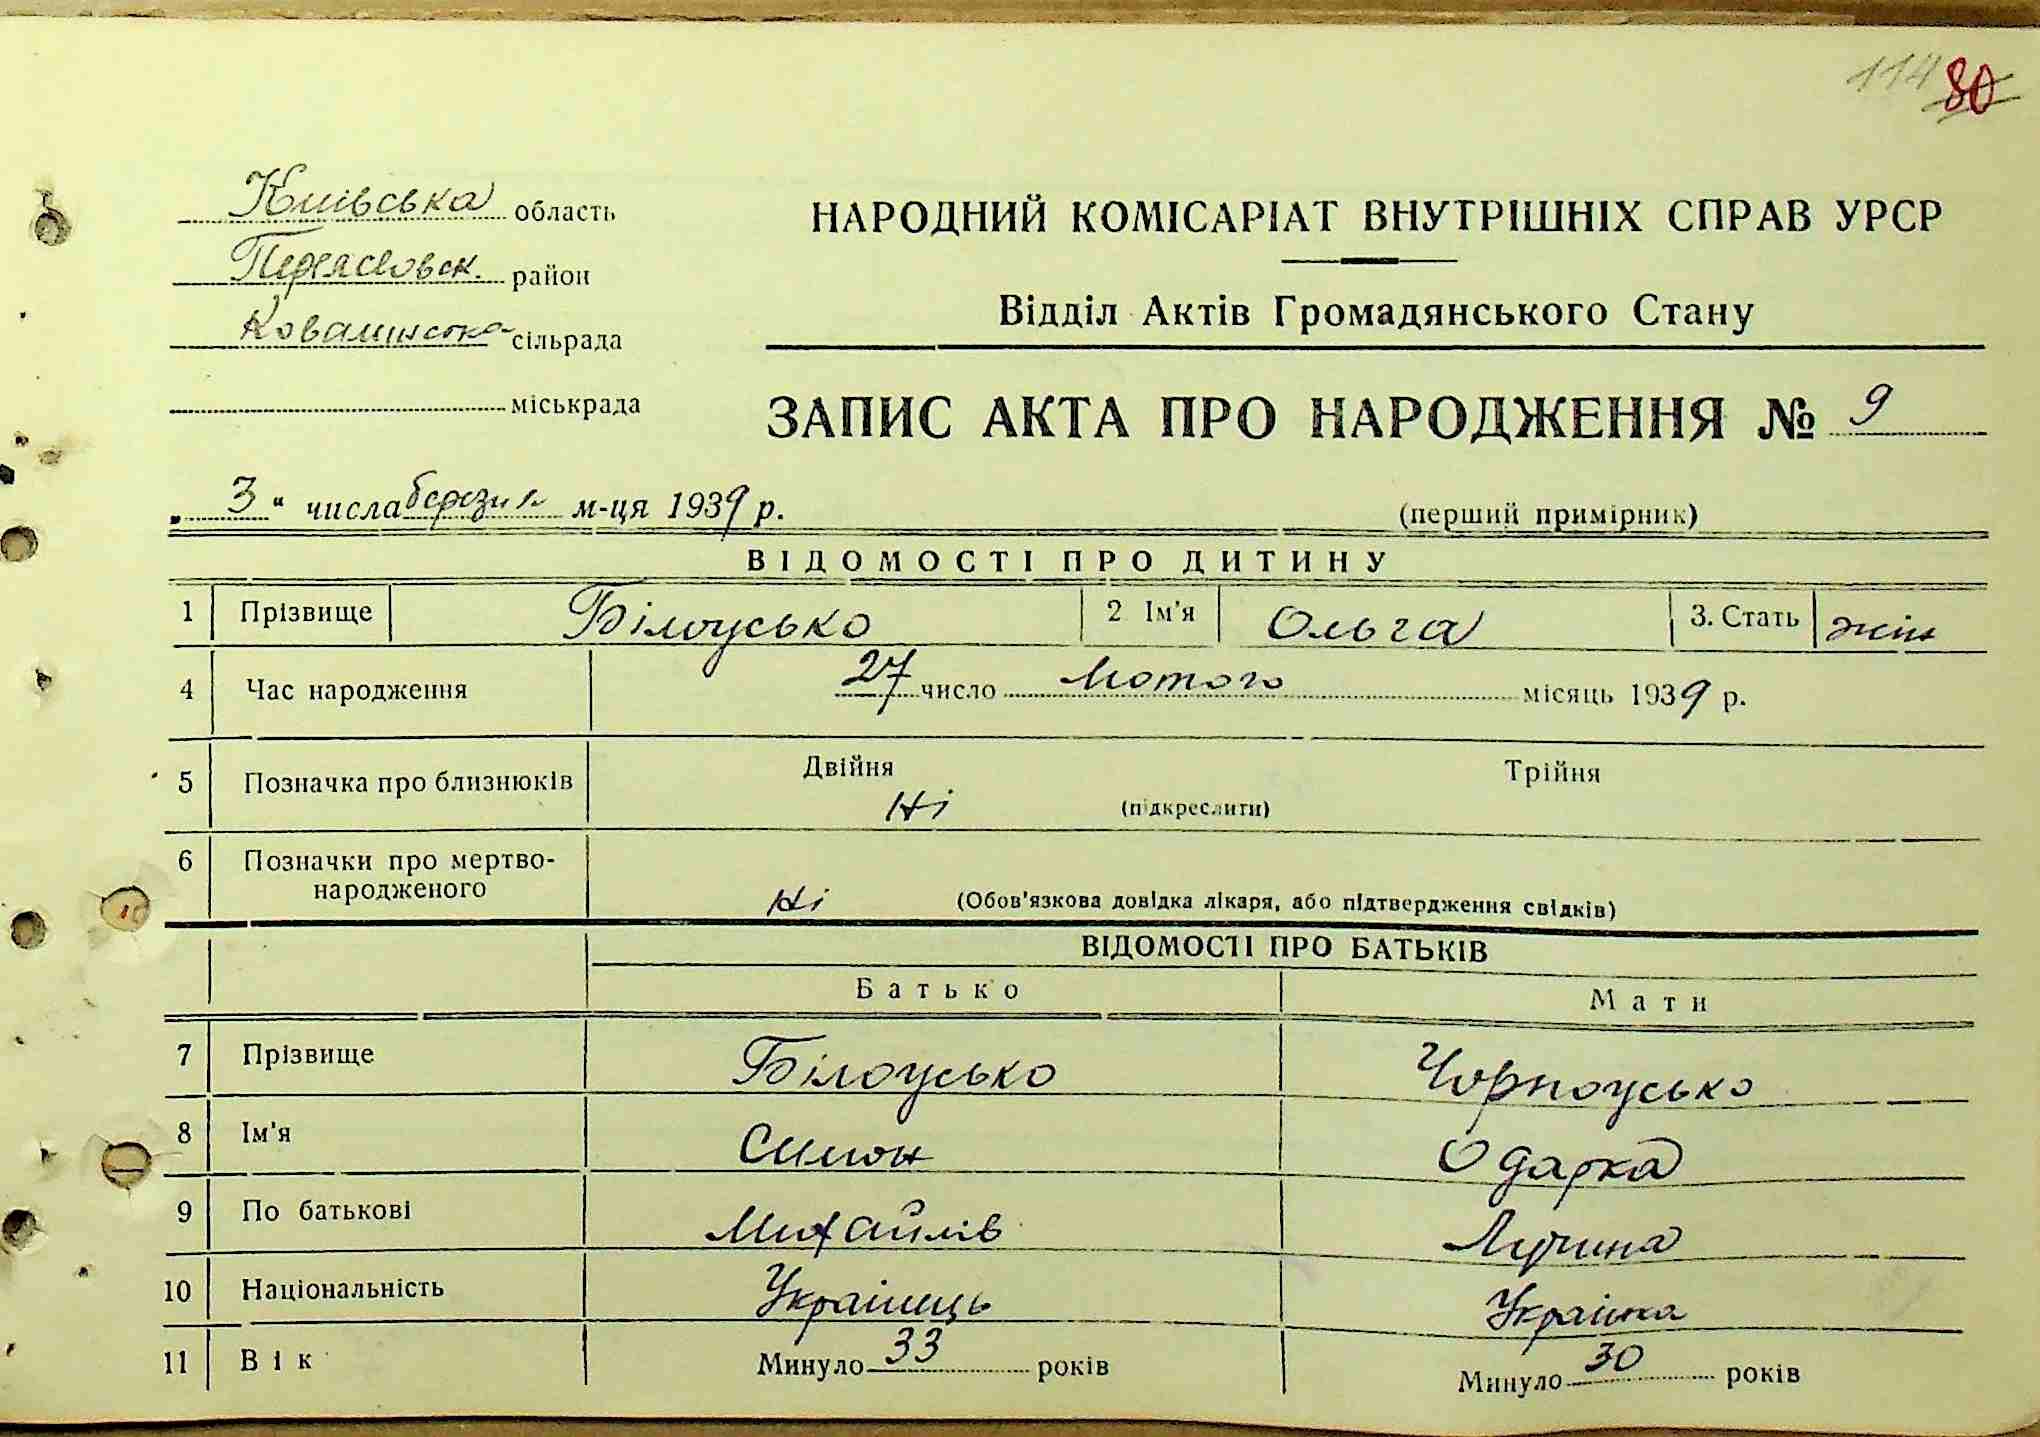 114 80
Київська область
Переяславськ. район
сільрада
міськрада
НАРОДНИЙ КОМІСАРІАТ ВНУТРІШНІХ СПРАВ УРСР
Відділ Актів Громадянського Стану
ЗАПИС АКТА ПРО НАРОДЖЕННЯ № 9
„ 3 “ числа березня м-ця 1939 р.
(перший примірник)
ВІДОМОСТІ ПРО ДИТИНУ
1 Прізвище Білоусько 2 Ім'я Ольга 3. Стать жін
4 Час народження 27 число Лютого місяць 1939 р.
5 Позначка про близнюків Двійня Трійня
Ні (підкреслити)
6 Позначки про мертво-
народженого Ні (Обов'язкова довідка лікаря, або підтвердження свідків)
ВІДОМОСТІ ПРО БАТЬКІВ
Батько Мати
7 Прізвище Білоусько Чорноусько
8 Ім'я Симон Одарка
9 По батькові Михайлів
10 Національність Українець Українка
11 Вік Минуло 33 років Минуло 30 років